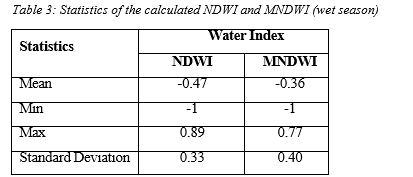 Table 3: Statistics of the calculated NDWI and MNDWI (wet season)
Statistics Water Index
NDWI MNDWI
Mean -0.47 -0.36
Min -1 -1
Max 0.89 0.77
Standard Deviation 0.33 0.40